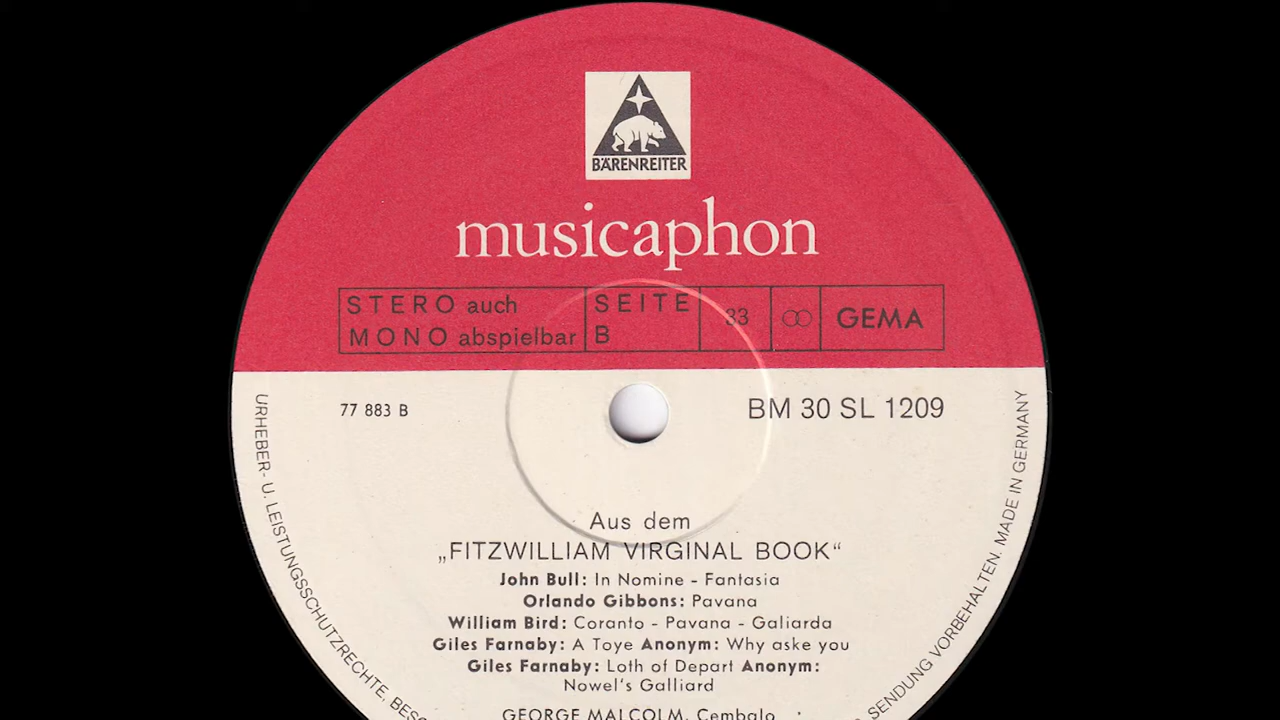 BÄRENREITER
musicaphon
STERO auch
MONO abspielbar
SEITE
B
33
GEMA
77 883 B
BM 30 SL 1209
Aus dem
„FITZWILLIAM VIRGINAL BOOK“
John Bull: In Nomine - Fantasia
Orlando Gibbons: Pavana
William Bird: Coranto - Pavana - Galiarda
Giles Farnaby: A Toye Anonym: Why aske you
Giles Farnaby: Loth of Depart Anonym:
Nowel's Galliard
GEORGE MALCOLM, Cembalo
URHEBER- U. LEISTUNGSSCHUTZRECHTE, BESC
SENDUNG VORBEHALTEN. MADE IN GERMANY